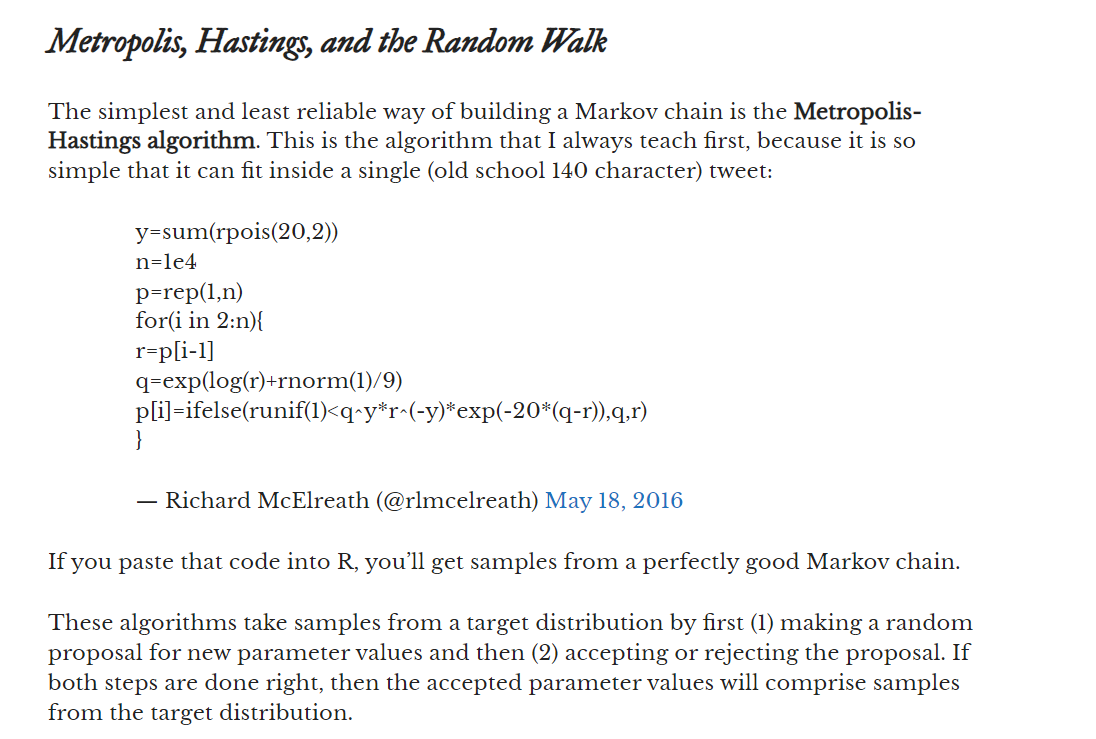 Metropolis, Hastings, and the Random Walk
The simplest and least reliable way of building a Markov chain is the Metropolis-
Hastings algorithm. This is the algorithm that I always teach first, because it is so
simple that it can fit inside a single (old school 140 character) tweet:
y=sum(rpois(20,2))
n=1e4
p=rep(1,n)
for(i in 2:n){
r=p[i-1]
q=exp(log(r)+rnorm(1)/9)
p[i]=ifelse(runif(1)<q^y*r^(-y)*exp(-20*(q-r)),q,r)
}
— Richard McElreath (@rlmcelreath) May 18, 2016
If you paste that code into R, you’ll get samples from a perfectly good Markov chain.
These algorithms take samples from a target distribution by first (1) making a random
proposal for new parameter values and then (2) accepting or rejecting the proposal. If
both steps are done right, then the accepted parameter values will comprise samples
from the target distribution.